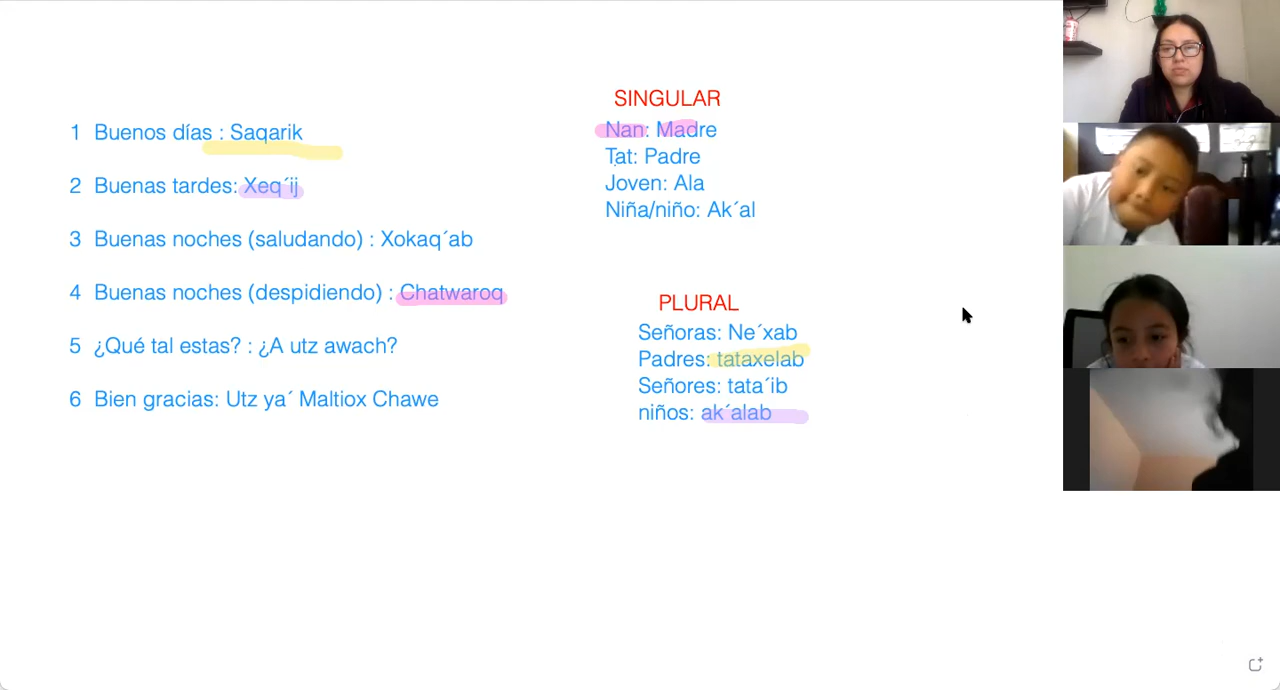 1 Buenos días : Saqarik
2 Buenas tardes: Xeq´ij
3 Buenas noches (saludando) : Xokaq´ab
4 Buenas noches (despidiendo) : Chatwaroq
5 ¿Qué tal estas? : ¿A utz awach?
6 Bien gracias: Utz ya´ Maltiox Chawe
SINGULAR
Nan: Madre
Tat: Padre
Joven: Ala
Niña/niño: Ak´al
PLURAL
Señoras: Ne´xab
Padres: tataxelab
Señores: tata´ib
niños: ak´alab